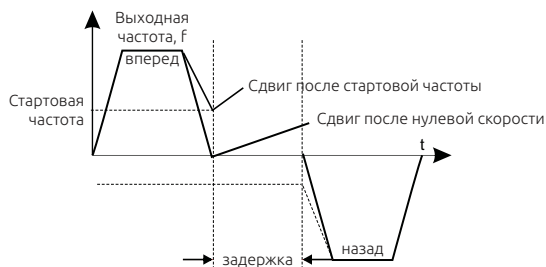 Выходная
частота, f
вперед
Сдвиг после стартовой частоты
Стартовая
частота
Сдвиг после нулевой скорости
t
назад
задержка